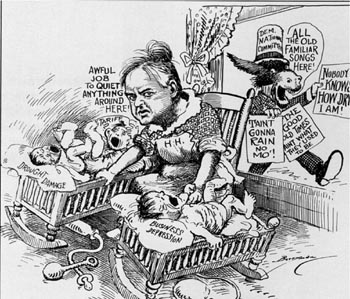 AWFUL
JOB
TO QUIET
ANYTHING
AROUND
HERE!
DEM.
NATIONAL
COMMITTEE
ALL
THE OLD
FAMILIAR
SONGS
HERE!
NOBODY
KNOWS
HOW DRY
I AM!
TARIFF
'TAINT
GONNA
RAIN
NO
MO'!
THE
GOOD
OLD
H.H.
DROUGHT
DAMAGE
BUSINESS
DEPRESSION